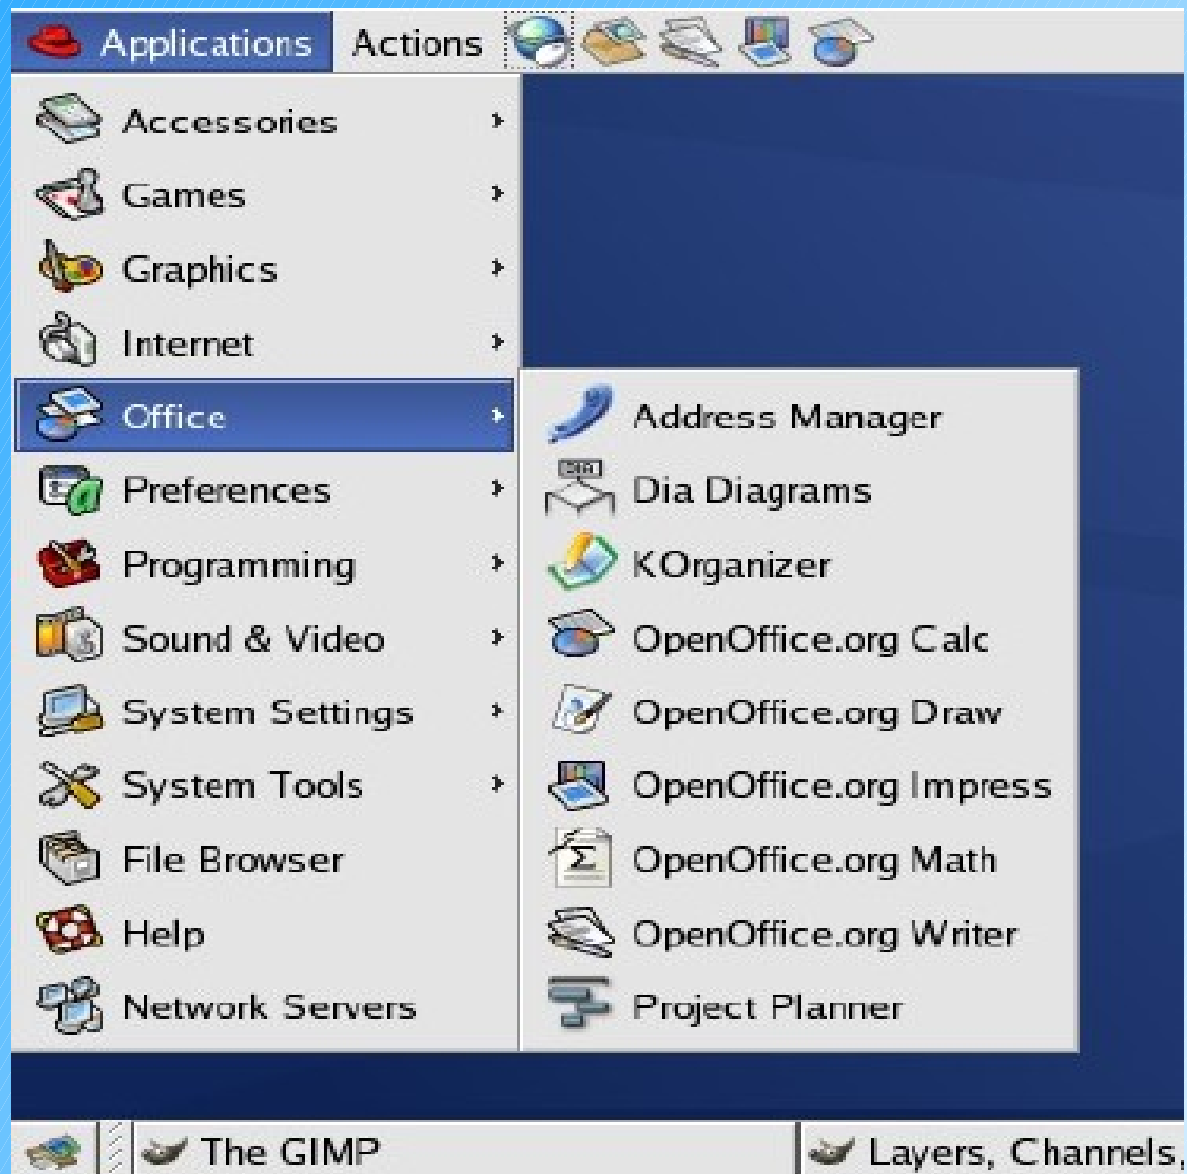 Applications Actions
Accessories
Games
Graphics
Internet
Office
Preferences
Programming
Sound & Video
System Settings
System Tools
File Browser
Help
Network Servers
Address Manager
DIA
Dia Diagrams
KOrganizer
OpenOffice.org Calc
OpenOffice.org Draw
OpenOffice.org Impress
OpenOffice.org Math
OpenOffice.org Writer
Project Planner
The GIMP
Layers, Channels,